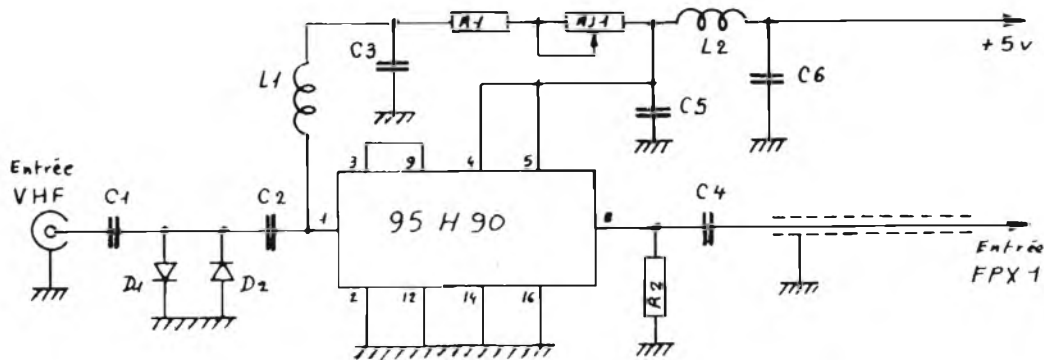 R1
AJ1
L2
+5v
C3
C6
L1
C5
Entrée
VHF
C1
C2
3
9
4
5
1
95 H 90
8
C4
D1
D2
2
12
14
16
R2
Entrée
FPX 1